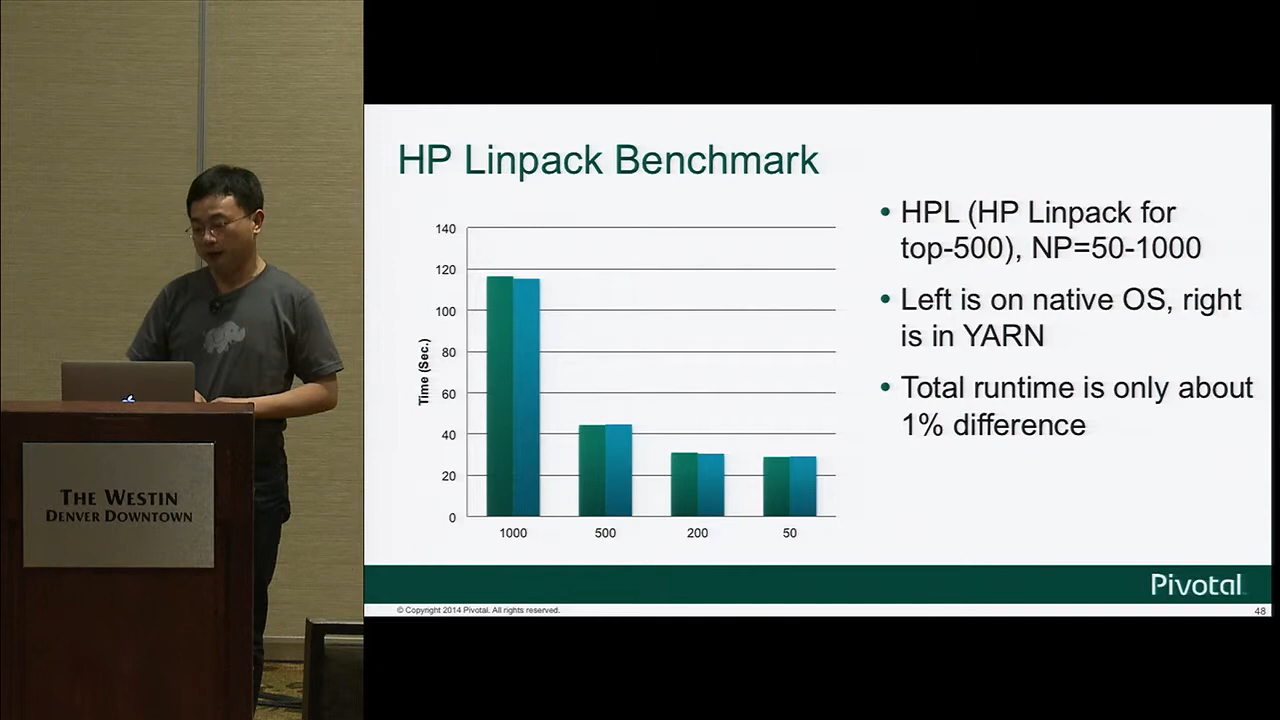 THE WESTIN
DENVER DOWNTOWN
HP Linpack Benchmark
140
120
100
80
60
40
20
0
Time (Sec.)
1000
500
200
50
• HPL (HP Linpack for
top-500), NP=50-1000
• Left is on native OS, right
is in YARN
• Total runtime is only about
1% difference
Pivotal
© Copyright 2014 Pivotal. All rights reserved.
48